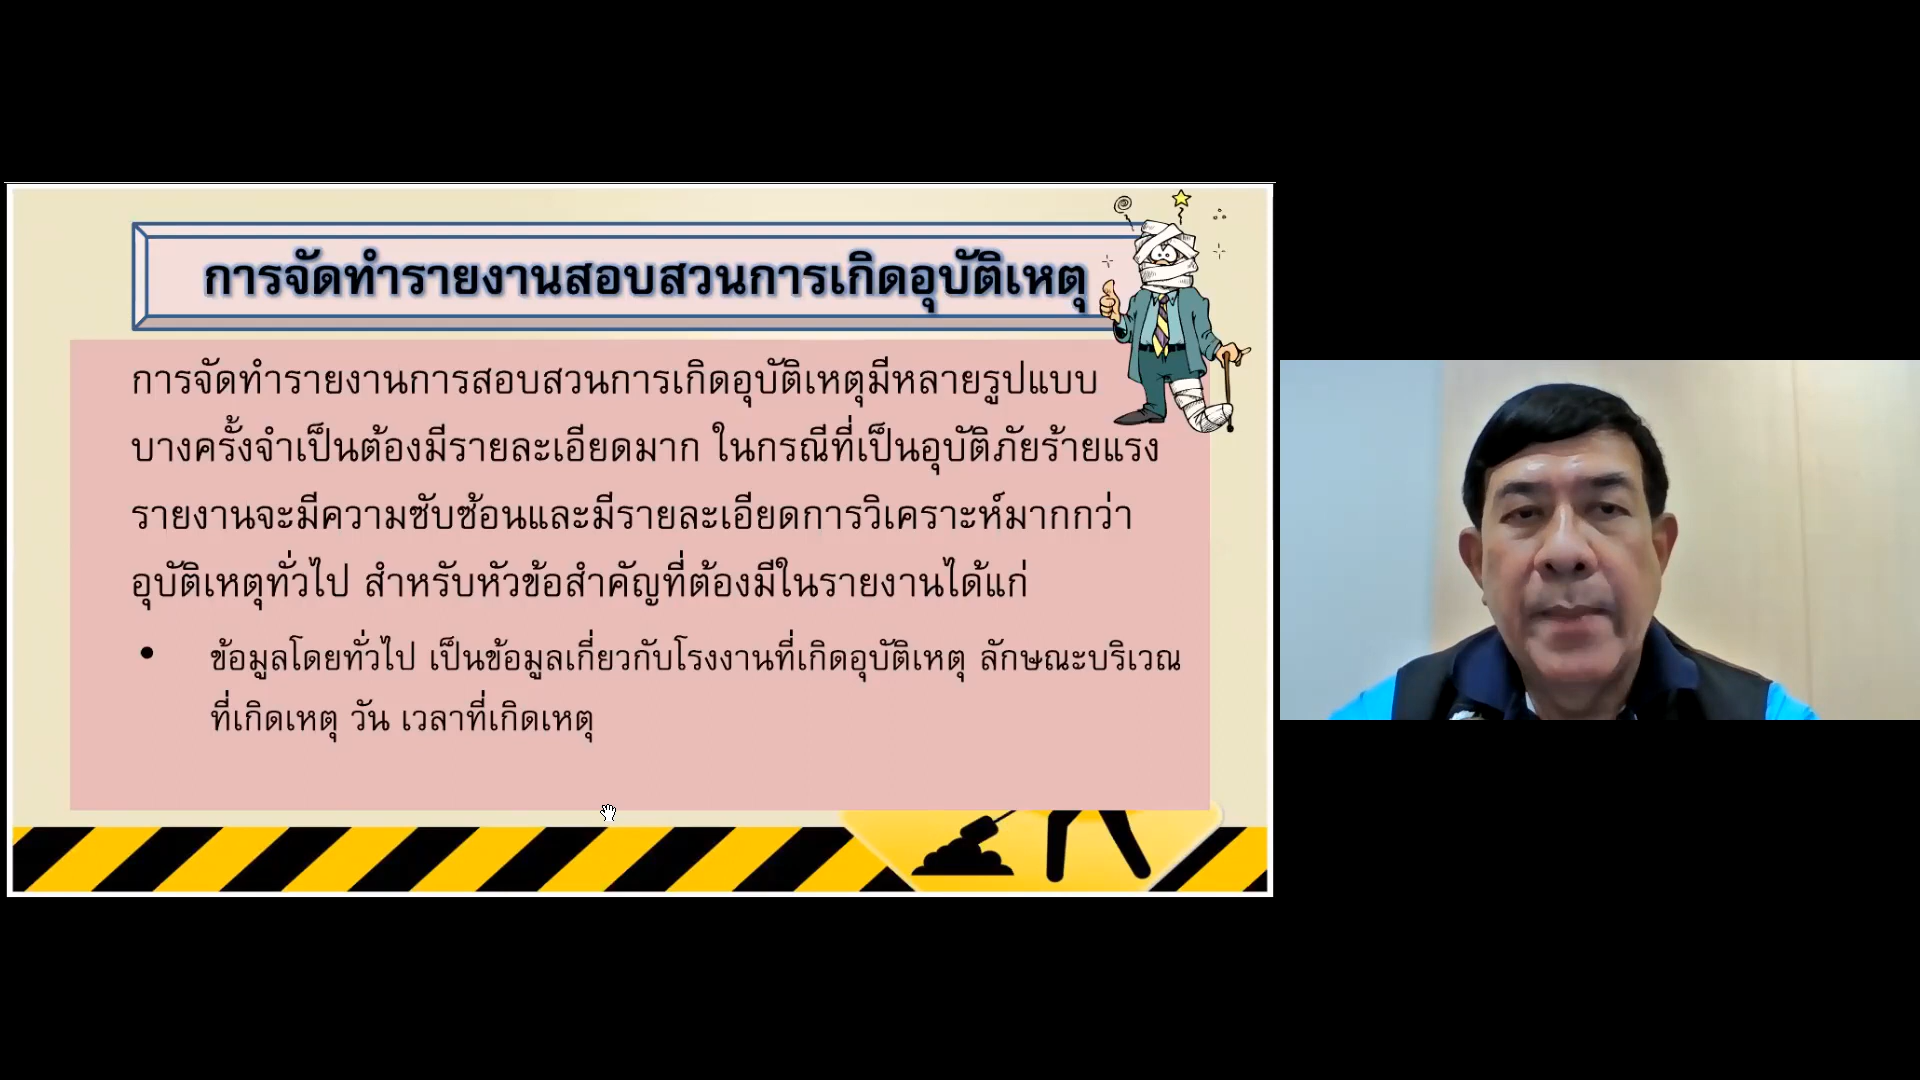 การจัดทำรายงานสอบสวนการเกิดอุบัติเหตุ
การจัดทำรายงานการสอบสวนการเกิดอุบัติเหตุมีหลายรูปแบบ
บางครั้งจำเป็นต้องมีรายละเอียดมาก ในกรณีที่เป็นอุบัติภัยร้ายแรง
รายงานจะมีความซับซ้อนและมีรายละเอียดการวิเคราะห์มากกว่า
อุบัติเหตุทั่วไป สำหรับหัวข้อสำคัญที่ต้องมีในรายงานได้แก่
• ข้อมูลโดยทั่วไป เป็นข้อมูลเกี่ยวกับโรงงานที่เกิดอุบัติเหตุ ลักษณะบริเวณ
ที่เกิดเหตุ วัน เวลาที่เกิดเหตุ